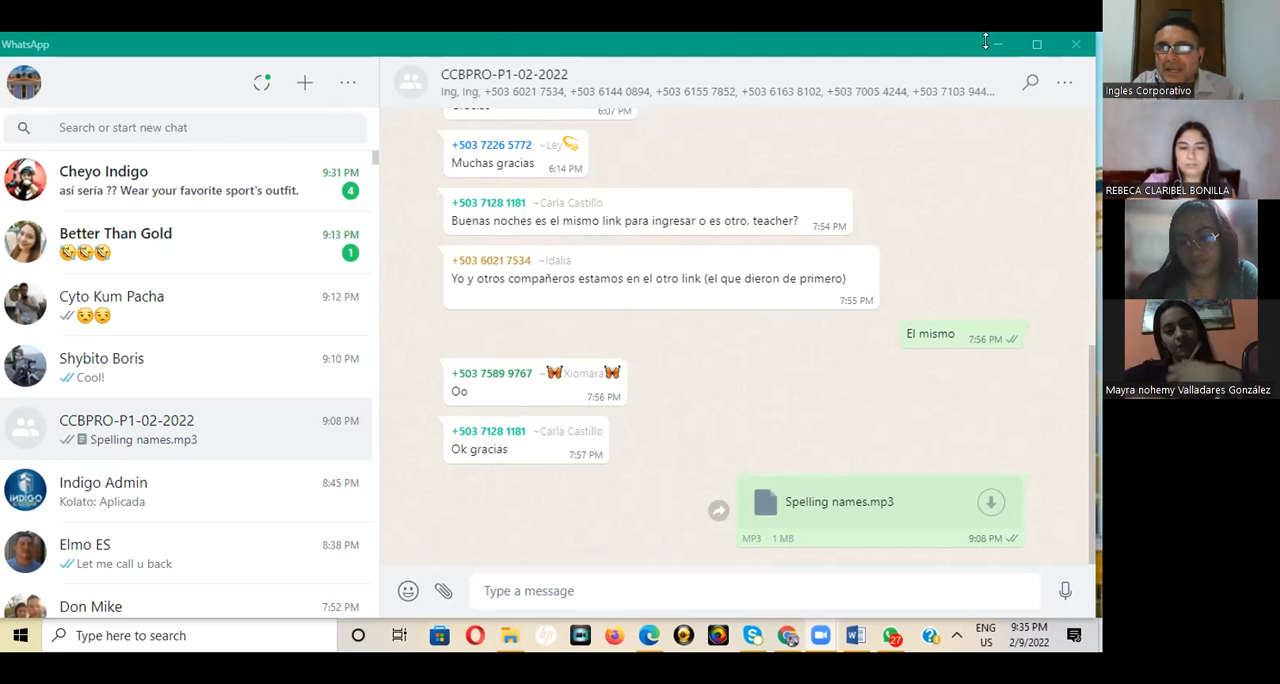 WhatsApp
Search or start new chat
Cheyo Indigo
9:31 PM
así sería ?? Wear your favorite sport's outfit.
4
Better Than Gold
9:13 PM
1
Cyto Kum Pacha
9:12 PM
Shybito Boris
9:10 PM
Cool!
CCBPRO-P1-02-2022
9:08 PM
Spelling names.mp3
Indigo Admin
8:45 PM
Kolato: Aplicada
Elmo ES
8:38 PM
Let me call u back
Don Mike
7:52 PM
CCBPRO-P1-02-2022
Ing, Ing, +503 6021 7534, +503 6144 0894, +503 6155 7852, +503 6163 8102, +503 7005 4244, +503 7103 944...
Gracias
6:07 PM
+503 7226 5772 ~Ley
Muchas gracias
6:14 PM
+503 7128 1181 ~Carla Castillo
Buenas noches es el mismo link para ingresar o es otro, teacher?
7:54 PM
+503 6021 7534 ~Idalia
Yo y otros compañeros estamos en el otro link (el que dieron de primero)
7:55 PM
El mismo
7:56 PM
+503 7589 9767 ~🦋Xiomara🦋
Oo
7:56 PM
+503 7128 1181 ~Carla Castillo
Ok gracias
7:57 PM
Spelling names.mp3
MP3 · 1 MB
9:08 PM
Type a message
Type here to search
27
ENG
US
9:35 PM
2/9/2022
Ingles Corporativo
REBECA CLARIBEL BONILLA
Mayra nohemy Valladares González